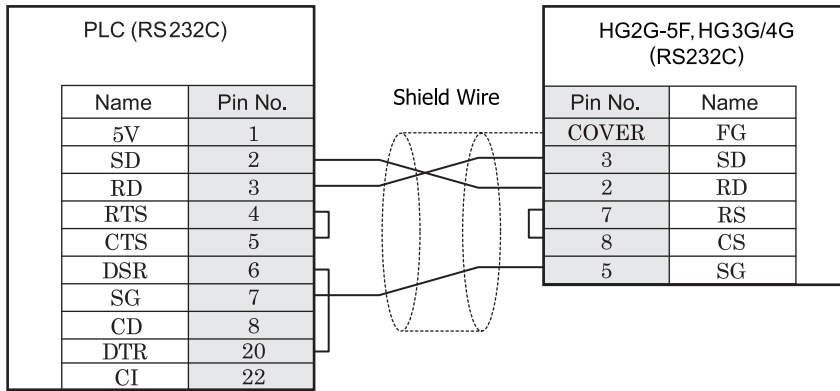 PLC (RS232C)
Name Pin No.
5V 1
SD 2
RD 3
RTS 4
CTS 5
DSR 6
SG 7
CD 8
DTR 20
CI 22
Shield Wire
HG2G-5F, HG3G/4G
(RS232C)
Pin No. Name
COVER FG
3 SD
2 RD
7 RS
8 CS
5 SG